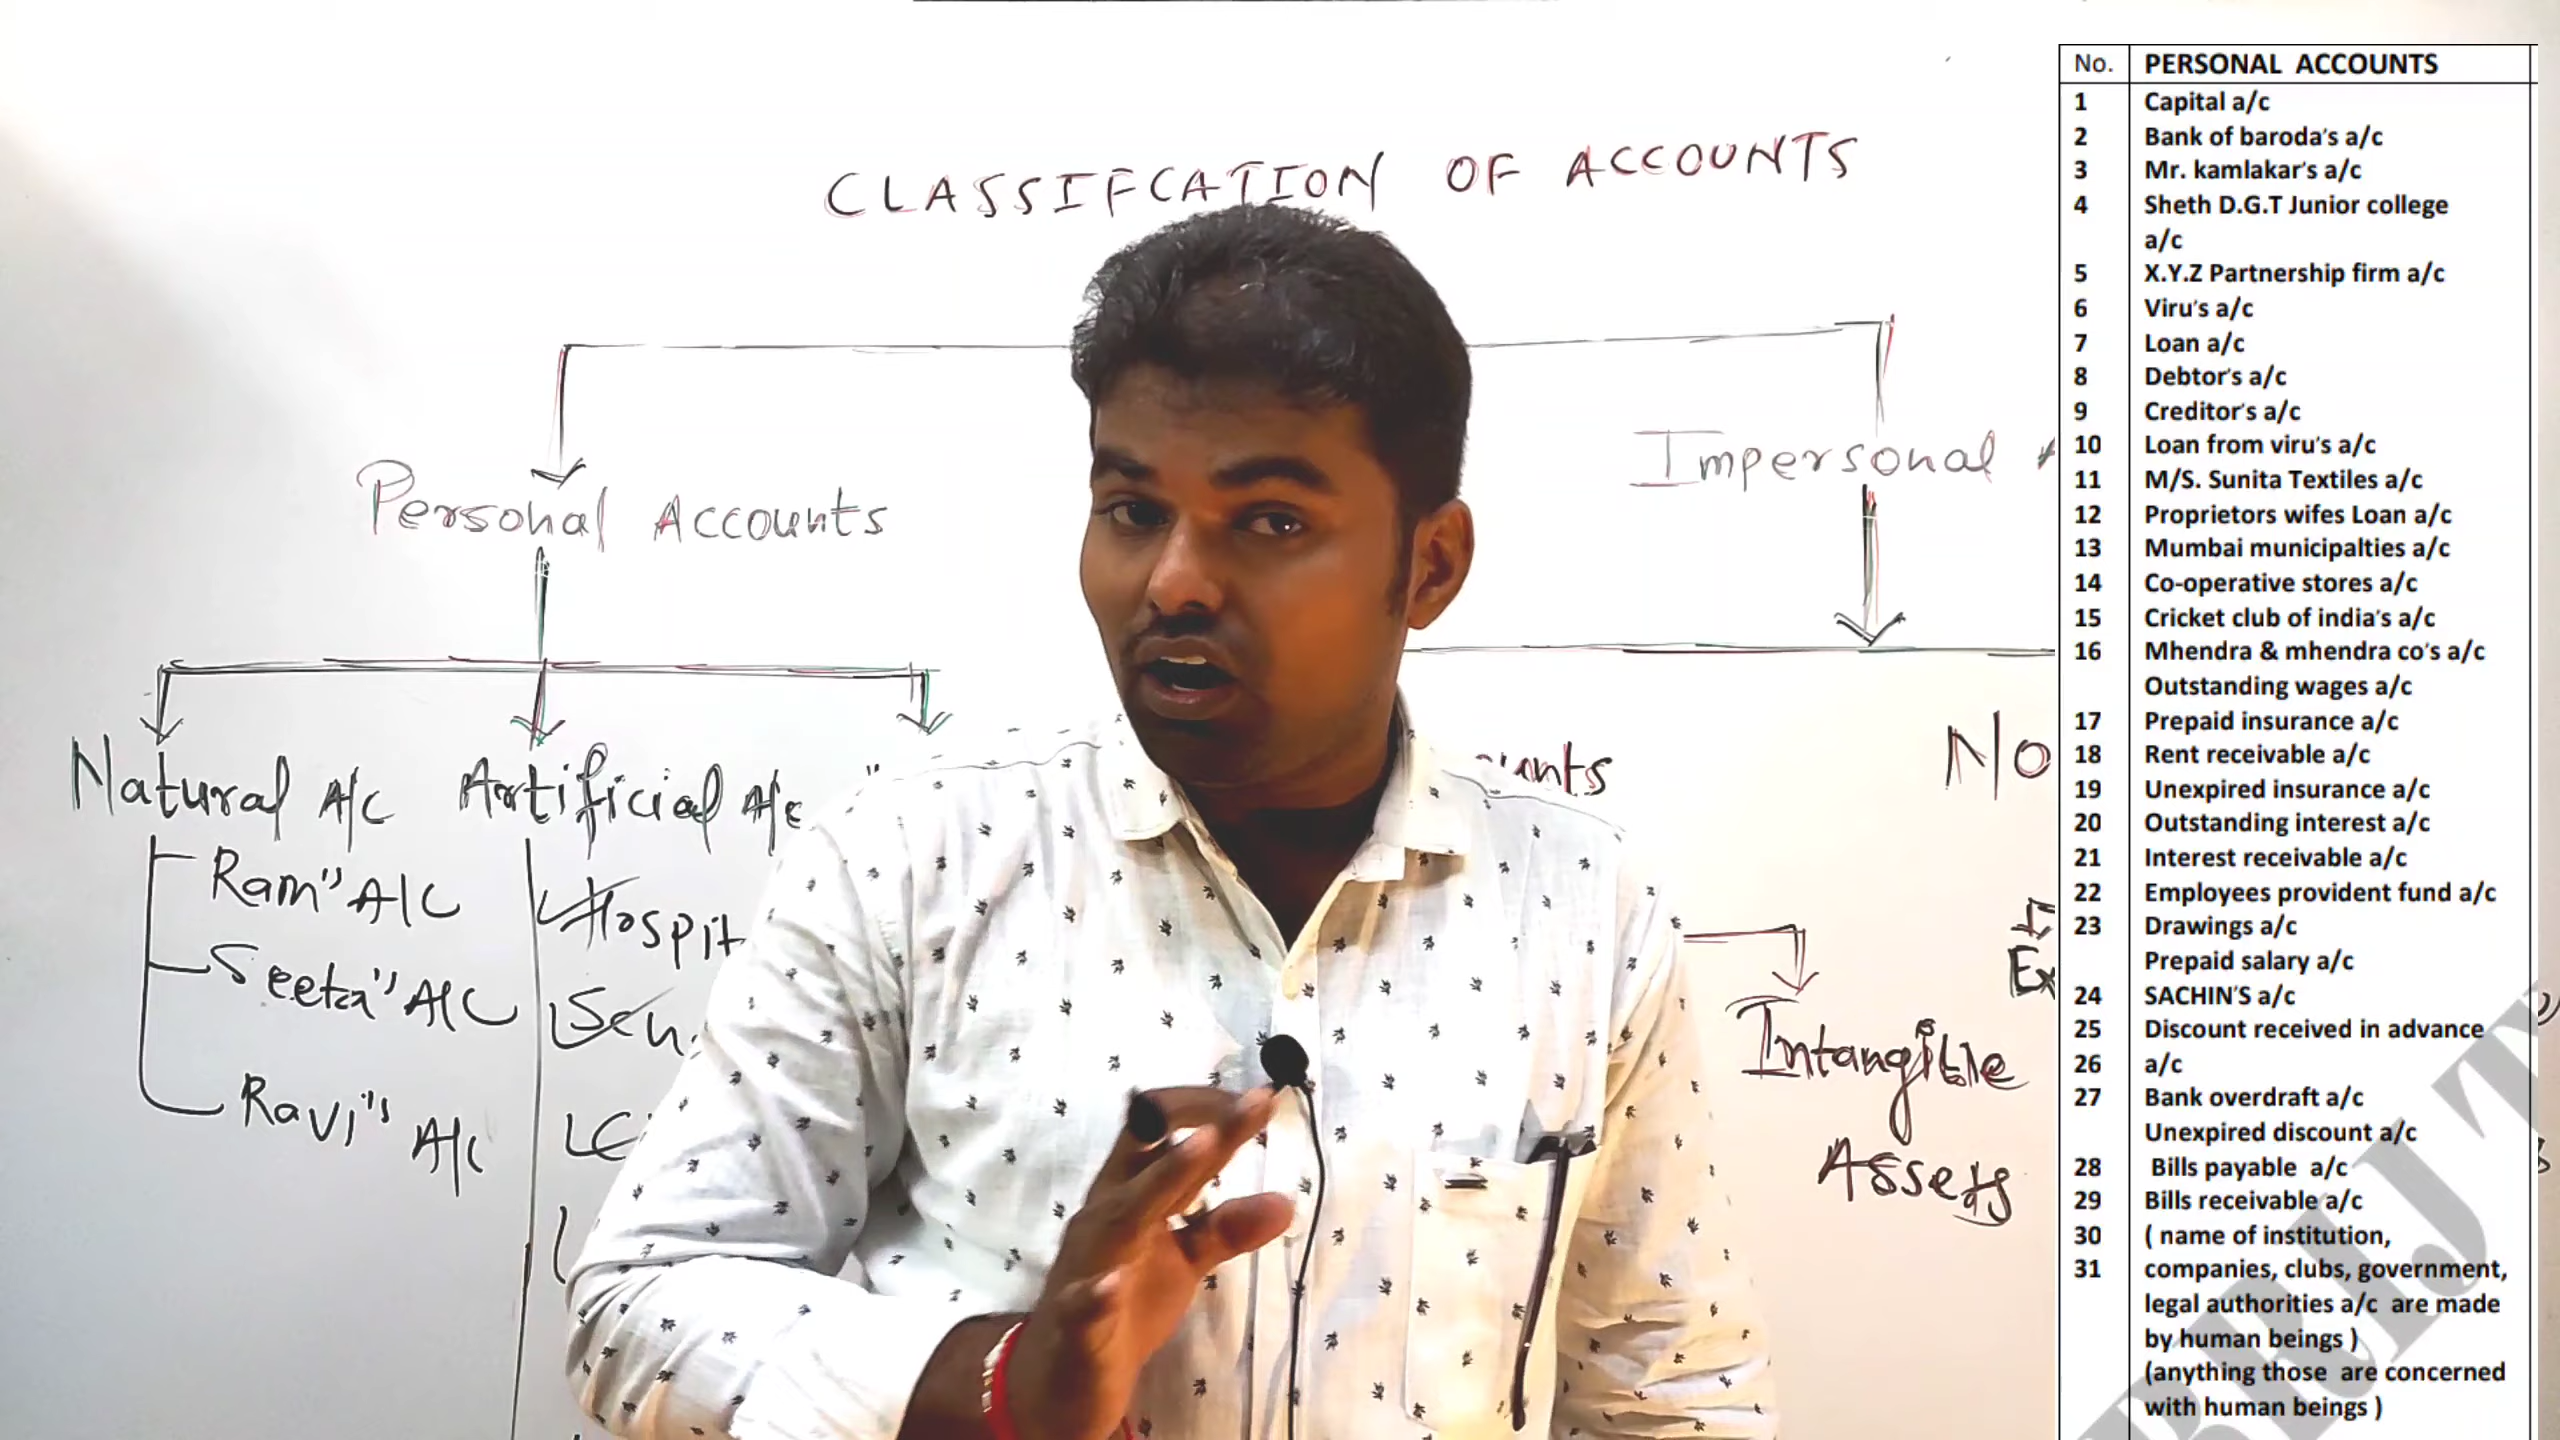 CLASSIFCATION OF ACCOUNTS
Personal Accounts
Impersonal
Natural A/C
Artificial A/c
Ram" A/C
Seeta" A/C
Ravi"s A/C
Intangible
Assets
No. PERSONAL ACCOUNTS
1 Capital a/c
2 Bank of baroda's a/c
3 Mr. kamlakar's a/c
4 Sheth D.G.T Junior college
a/c
5 X.Y.Z Partnership firm a/c
6 Viru's a/c
7 Loan a/c
8 Debtor's a/c
9 Creditor's a/c
10 Loan from viru's a/c
11 M/S. Sunita Textiles a/c
12 Proprietors wifes Loan a/c
13 Mumbai municipalties a/c
14 Co-operative stores a/c
15 Cricket club of india's a/c
16 Mhendra & mhendra co's a/c
Outstanding wages a/c
17 Prepaid insurance a/c
18 Rent receivable a/c
19 Unexpired insurance a/c
20 Outstanding interest a/c
21 Interest receivable a/c
22 Employees provident fund a/c
23 Drawings a/c
Prepaid salary a/c
24 SACHIN'S a/c
25 Discount received in advance
26 a/c
27 Bank overdraft a/c
Unexpired discount a/c
28 Bills payable a/c
29 Bills receivable a/c
30 ( name of institution,
31 companies, clubs, government,
legal authorities a/c are made
by human beings )
(anything those are concerned
with human beings )